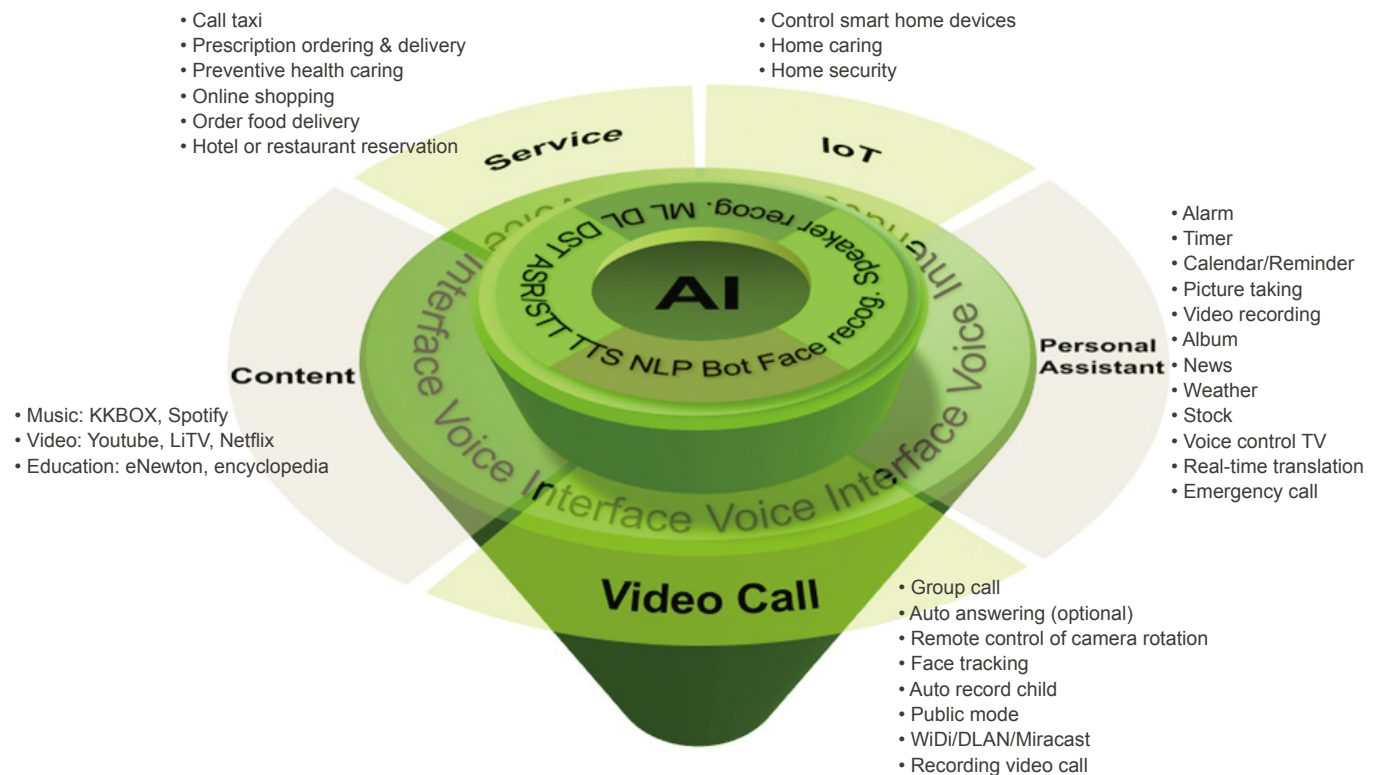 • Call taxi
• Prescription ordering & delivery
• Preventive health caring
• Online shopping
• Order food delivery
• Hotel or restaurant reservation
• Control smart home devices
• Home caring
• Home security
Service
IoT
Content
• Music: KKBOX, Spotify
• Video: Youtube, LiTV, Netflix
• Education: eNewton, encyclopedia
Personal
Assistant
• Alarm
• Timer
• Calendar/Reminder
• Picture taking
• Video recording
• Album
• News
• Weather
• Stock
• Voice control TV
• Real-time translation
• Emergency call
AI
ASR/STT TTS NLP Bot Face recog. Speaker recog. ML DL DST
Voice Interface Voice Interface Voice Inte
Video Call
• Group call
• Auto answering (optional)
• Remote control of camera rotation
• Face tracking
• Auto record child
• Public mode
• WiDi/DLAN/Miracast
• Recording video call